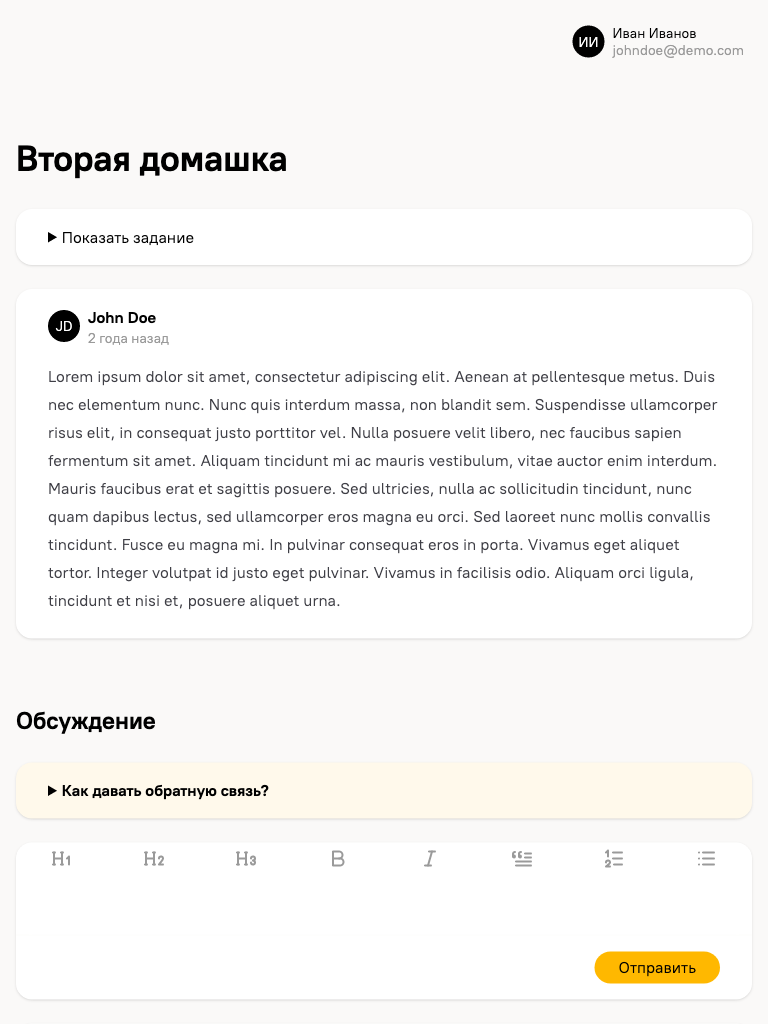 ИИ
Иван Иванов
johndoe@demo.com
Вторая домашка
Показать задание
JD
John Doe
2 года назад
Lorem ipsum dolor sit amet, consectetur adipiscing elit. Aenean at pellentesque metus. Duis
nec elementum nunc. Nunc quis interdum massa, non blandit sem. Suspendisse ullamcorper
risus elit, in consequat justo porttitor vel. Nulla posuere velit libero, nec faucibus sapien
fermentum sit amet. Aliquam tincidunt mi ac mauris vestibulum, vitae auctor enim interdum.
Mauris faucibus erat et sagittis posuere. Sed ultricies, nulla ac sollicitudin tincidunt, nunc
quam dapibus lectus, sed ullamcorper eros magna eu orci. Sed laoreet nunc mollis convallis
tincidunt. Fusce eu magna mi. In pulvinar consequat eros in porta. Vivamus eget aliquet
tortor. Integer volutpat id justo eget pulvinar. Vivamus in facilisis odio. Aliquam orci ligula,
tincidunt et nisi et, posuere aliquet urna.
Обсуждение
Как давать обратную связь?
H1 H2 H3 B I
Отправить